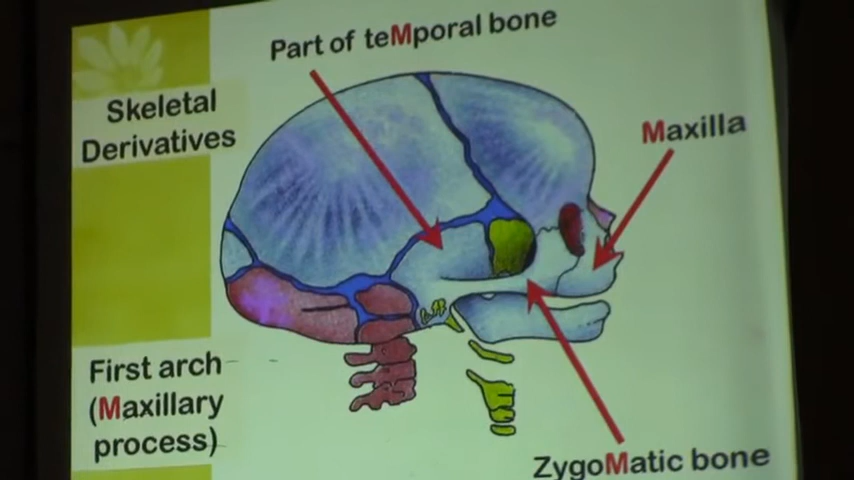 Part of teMporal bone
Skeletal
Derivatives
Maxilla
First arch
(Maxillary
process)
ZygoMatic bone